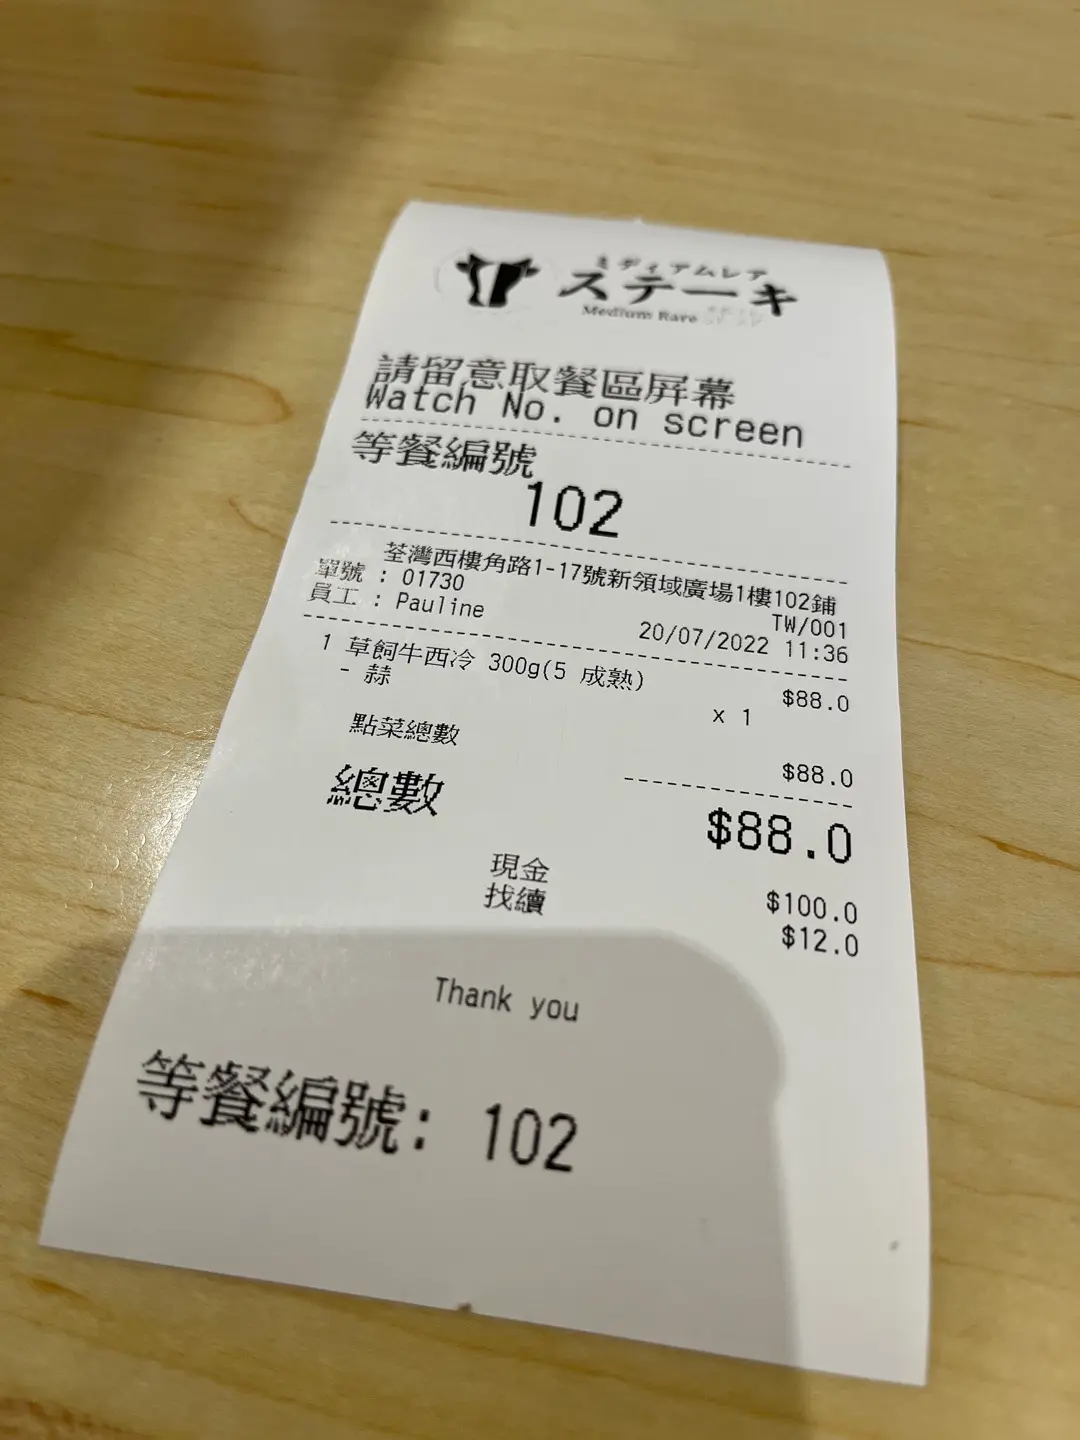 ミディアムレア
ステーキ
Medium Rare
請留意取餐區屏幕
Watch No. on screen
等餐編號
102
荃灣西樓角路1-17號新領域廣場1樓102鋪
單號 : 01730 TW/001
員工 : Pauline 20/07/2022 11:36
1 草飼牛西冷 300g(5 成熟) $88.0
- 蒜 x 1
點菜總數 $88.0
總數 $88.0
現金 $100.0
找續 $12.0
Thank you
等餐編號: 102